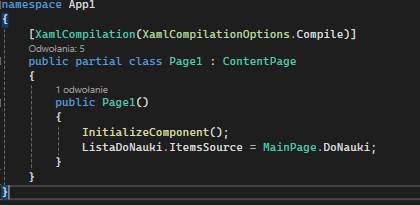 namespace App1
{
[XamlCompilation(XamlCompilationOptions.Compile)]
Odwołania: 5
public partial class Page1 : ContentPage
{
1 odwołanie
public Page1()
{
InitializeComponent();
ListaDoNauki.ItemsSource = MainPage.DoNauki;
}
}
}